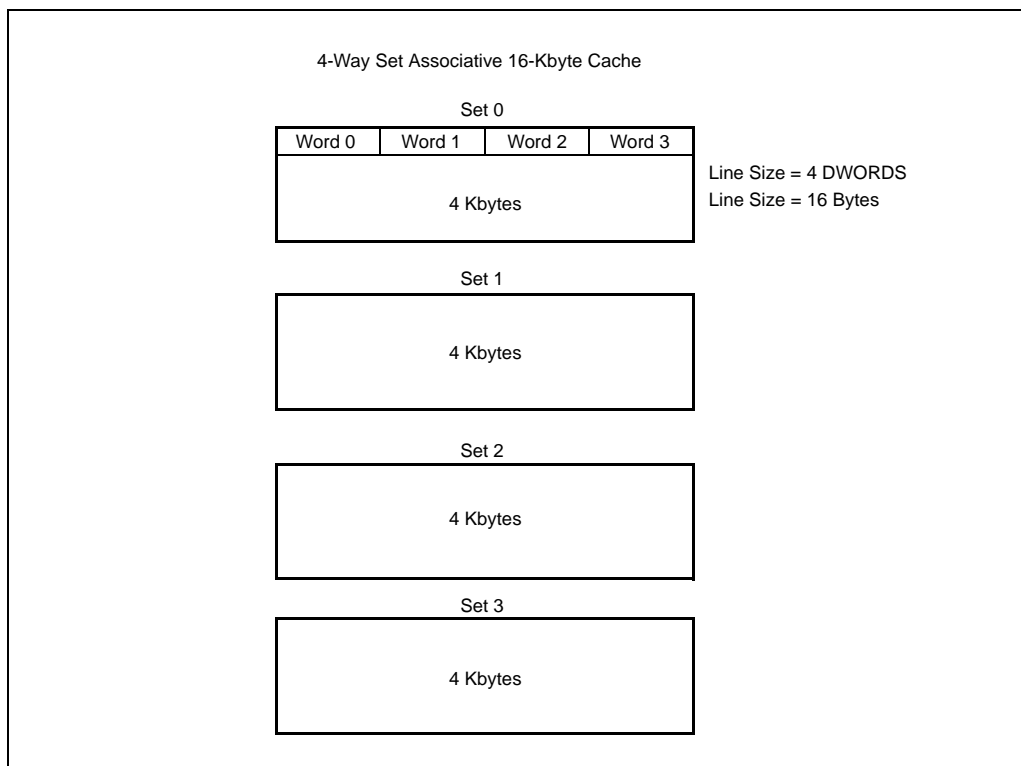 4-Way Set Associative 16-Kbyte Cache
Set 0
Word 0 Word 1 Word 2 Word 3
Line Size = 4 DWORDS
4 Kbytes
Line Size = 16 Bytes
Set 1
4 Kbytes
Set 2
4 Kbytes
Set 3
4 Kbytes